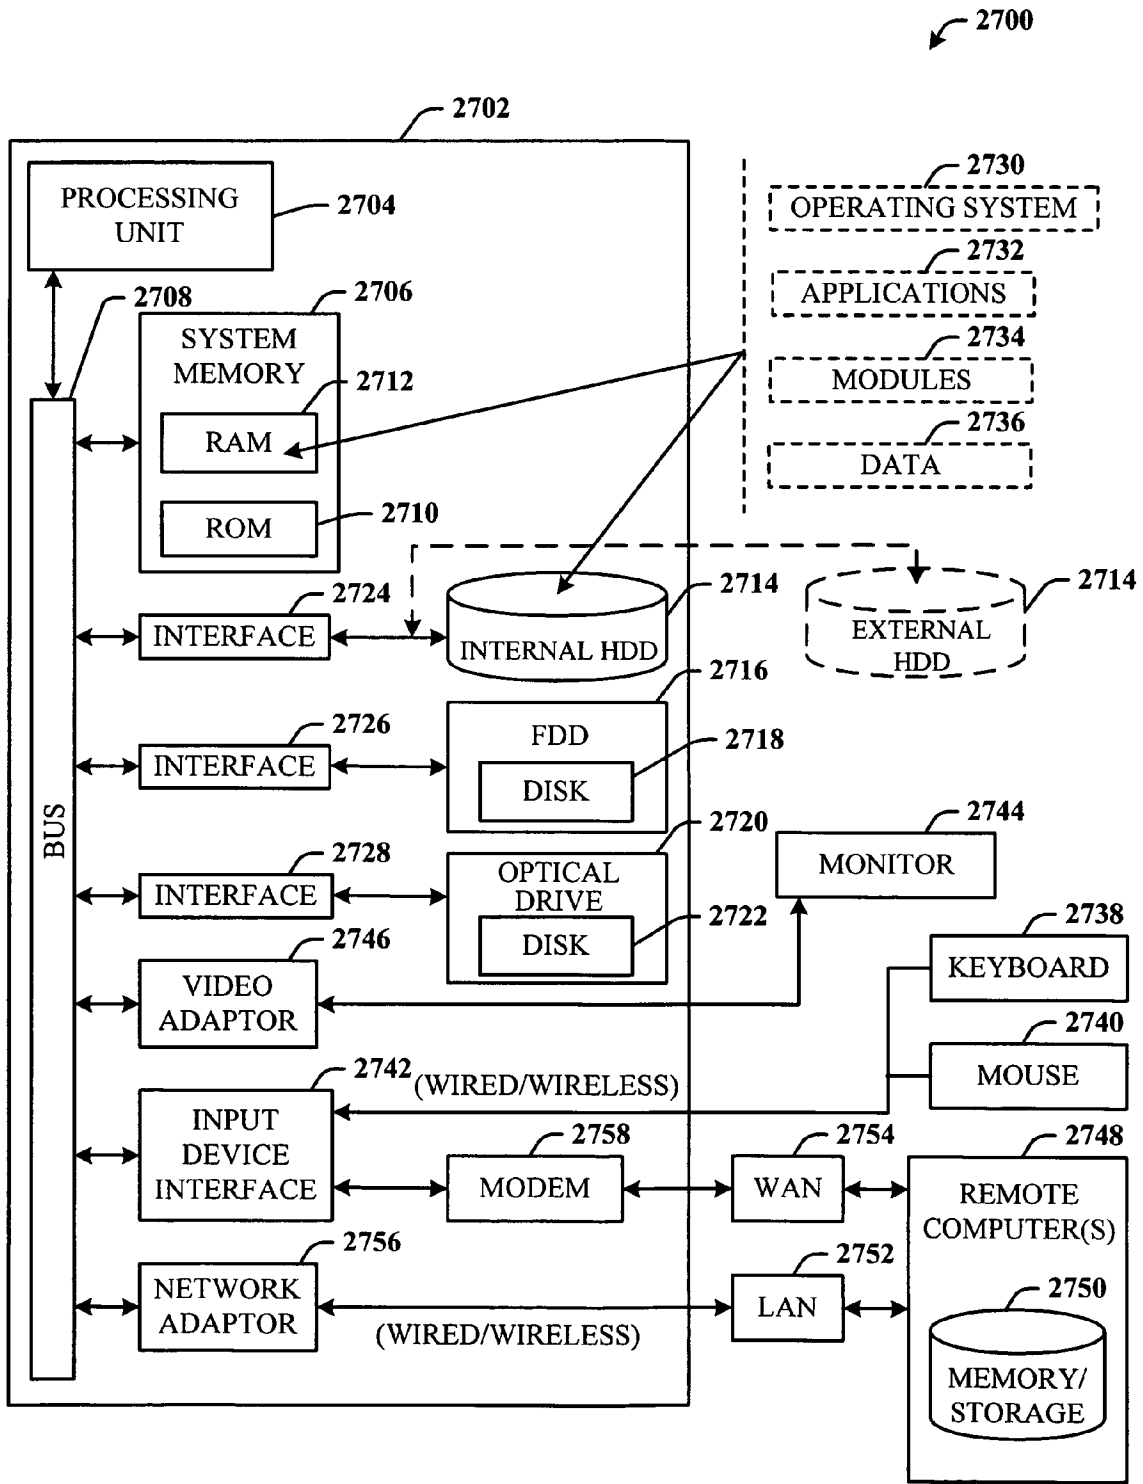 2700
2702
PROCESSING
UNIT
2704
2708
2706
SYSTEM
MEMORY
2712
RAM
2710
ROM
2730
OPERATING SYSTEM
2732
APPLICATIONS
2734
MODULES
2736
DATA
2724
INTERFACE
2714
INTERNAL HDD
2714
EXTERNAL
HDD
2726
INTERFACE
2716
FDD
2718
DISK
BUS
2728
INTERFACE
2720
OPTICAL
DRIVE
2722
DISK
2744
MONITOR
2746
VIDEO
ADAPTOR
2738
KEYBOARD
2740
MOUSE
2742
(WIRED/WIRELESS)
INPUT
DEVICE
INTERFACE
2758
MODEM
2754
WAN
2748
REMOTE
COMPUTER(S)
2756
NETWORK
ADAPTOR
(WIRED/WIRELESS)
2752
LAN
2750
MEMORY/
STORAGE